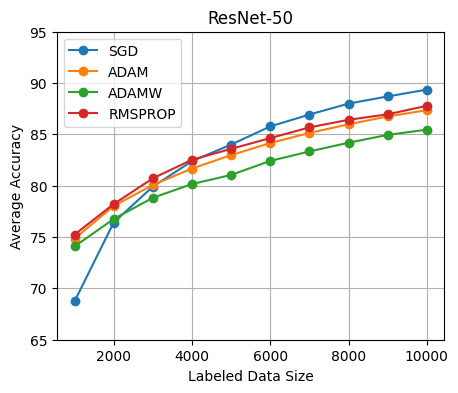 ResNet-50
95
90
85
80
75
70
65
Average Accuracy
SGD
ADAM
ADAMW
RMSPROP
2000 4000 6000 8000 10000
Labeled Data Size